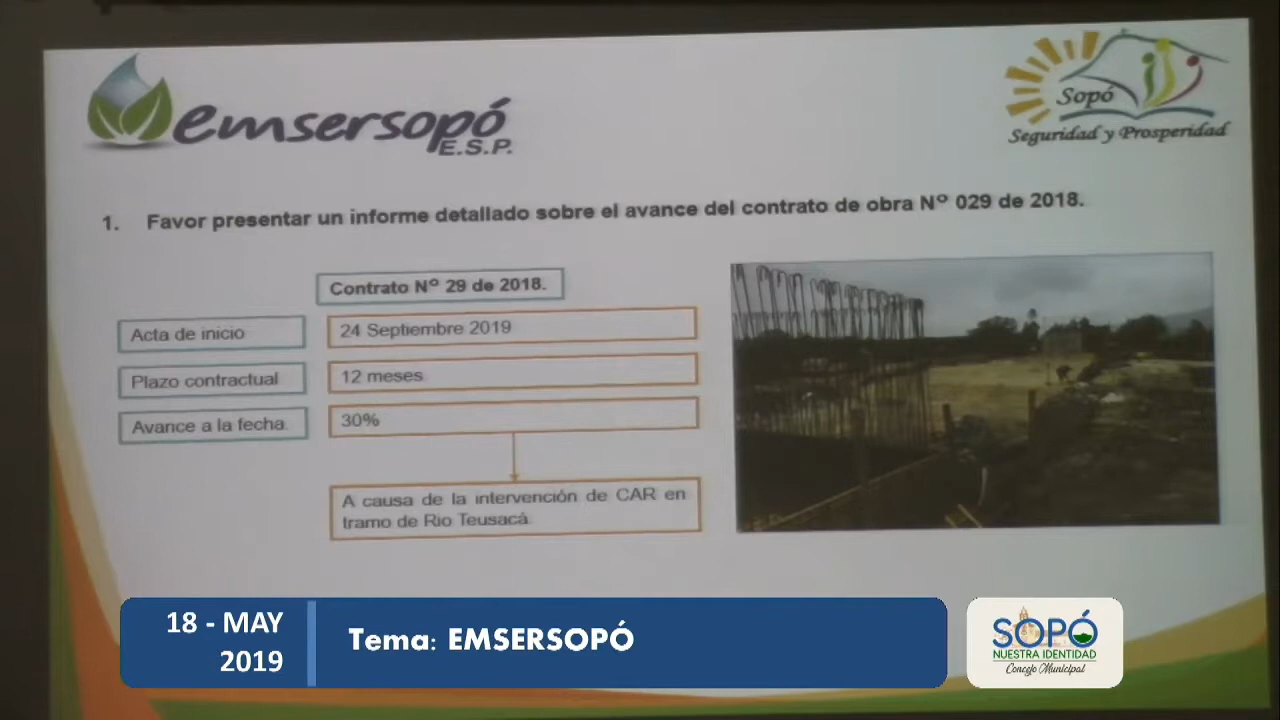 emsersopó
E.S.P.
Sopó
Seguridad y Prosperidad
1. Favor presentar un informe detallado sobre el avance del contrato de obra Nº 029 de 2018.
Contrato Nº 29 de 2018.
Acta de inicio
24 Septiembre 2019
Plazo contractual
12 meses
Avance a la fecha.
30%
A causa de la intervención de CAR en
tramo de Rio Teusacá.
18 - MAY
2019
Tema: EMSERSOPÓ
SOPÓ
NUESTRA IDENTIDAD
Concejo Municipal